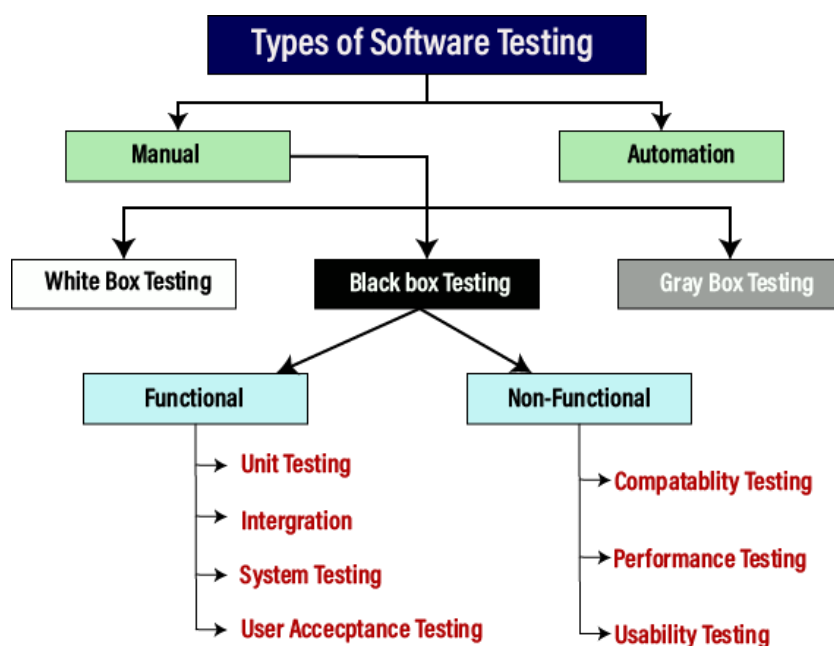 Types of Software Testing
Manual
Automation
White Box Testing
Black box Testing
Gray Box Testing
Functional
Non-Functional
Unit Testing
Intergration
System Testing
User Accecptance Testing
Compatablity Testing
Performance Testing
Usability Testing